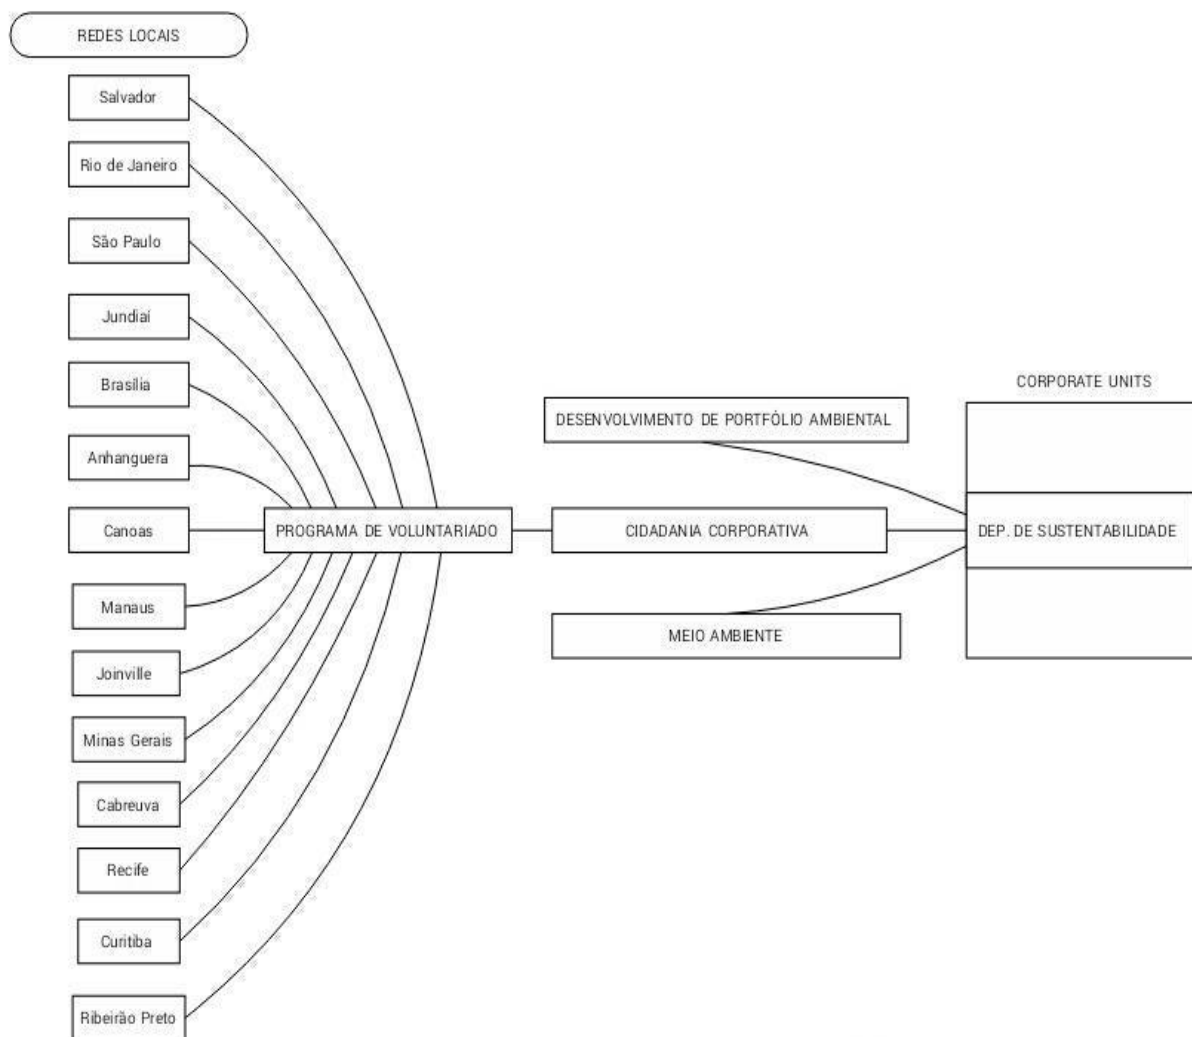 REDES LOCAIS
Salvador
Rio de Janeiro
São Paulo
Jundiaí
Brasília
Anhanguera
Canoas
Manaus
Joinville
Minas Gerais
Cabreuva
Recife
Curitiba
Ribeirão Preto
PROGRAMA DE VOLUNTARIADO
DESENVOLVIMENTO DE PORTFÓLIO AMBIENTAL
CIDADANIA CORPORATIVA
MEIO AMBIENTE
CORPORATE UNITS
DEP. DE SUSTENTABILIDADE